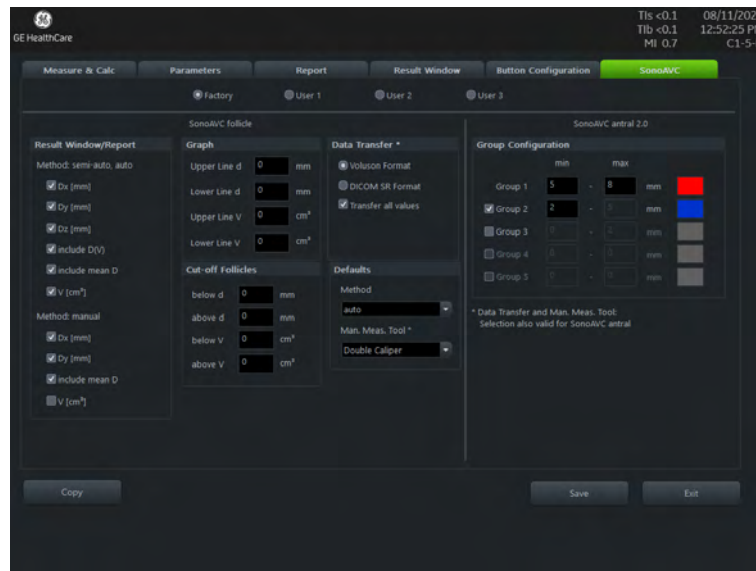 GE HealthCare
TIs <0.1 08/11/202
TIb <0.1 12:52:25 P
MI 0.7 C1-5-
Measure & Calc Parameters Report Result Window Button Configuration SonoAVC
Factory User 1 User 2 User 3
SonoAVC follicle
Result Window/Report
Method: semi-auto, auto
Dx [mm]
Dy [mm]
Dz [mm]
include D(V)
include mean D
V [cm³]
Method: manual
Dx [mm]
Dy [mm]
include mean D
V [cm³]
Graph
Upper Line d 0 mm
Lower Line d 0 mm
Upper Line V 0 cm³
Lower Line V 0 cm³
Cut-off Follicles
below d 0 mm
above d 0 mm
below V 0 cm³
above V 0 cm³
Data Transfer *
Voluson Format
DICOM SR Format
Transfer all values
Defaults
Method
auto
Man. Meas. Tool *
Double Caliper
SonoAVC antral 2.0
Group Configuration
min max
Group 1 5 - 8 mm
Group 2 2 - mm
Group 3 - mm
Group 4 - mm
Group 5 - mm
* Data Transfer and Man. Meas. Tool:
Selection also valid for SonoAVC antral
Copy Save Exit